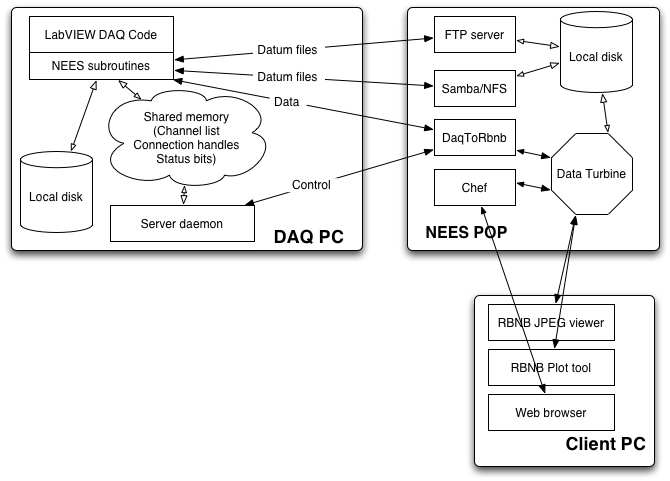 LabVIEW DAQ Code
NEES subroutines
Shared memory
(Channel list
Connection handles
Status bits)
Local disk
Server daemon
DAQ PC
Datum files
Datum files
Data
Control
FTP server
Samba/NFS
DaqToRbnb
Chef
Local disk
Data Turbine
NEES POP
RBNB JPEG viewer
RBNB Plot tool
Web browser
Client PC